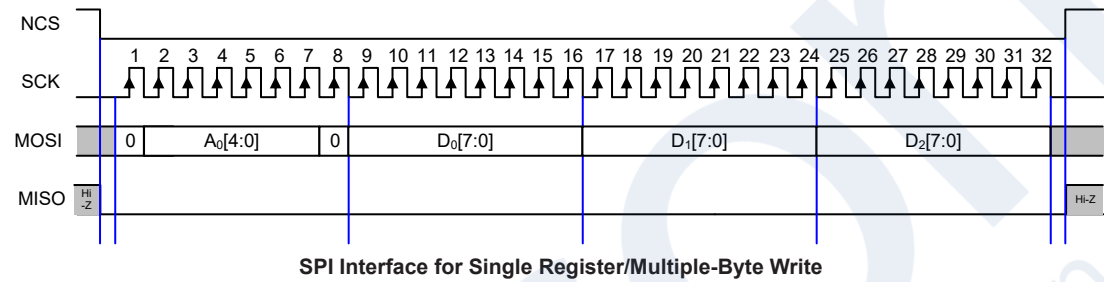 NCS
1 2 3 4 5 6 7 8 9 10 11 12 13 14 15 16 17 18 19 20 21 22 23 24 25 26 27 28 29 30 31 32
SCK
MOSI 0 A₀[4:0] 0 D₀[7:0] D₁[7:0] D₂[7:0]
MISO Hi-Z Hi-Z
SPI Interface for Single Register/Multiple-Byte Write